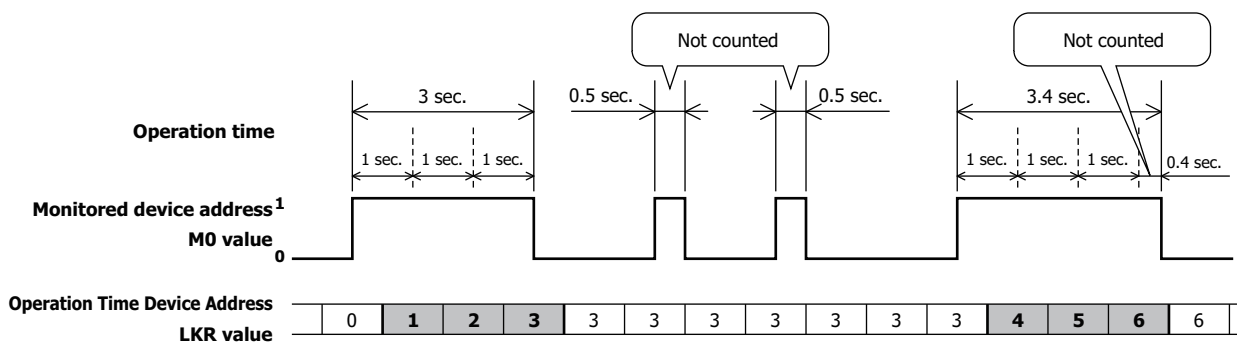 Not counted
Not counted
3 sec.
0.5 sec.
0.5 sec.
3.4 sec.
Operation time
1 sec.
1 sec.
1 sec.
1 sec.
1 sec.
1 sec.
0.4 sec.
Monitored device address 1
M0 value
0
Operation Time Device Address
LKR value
0 1 2 3 3 3 3 3 3 3 3 4 5 6 6